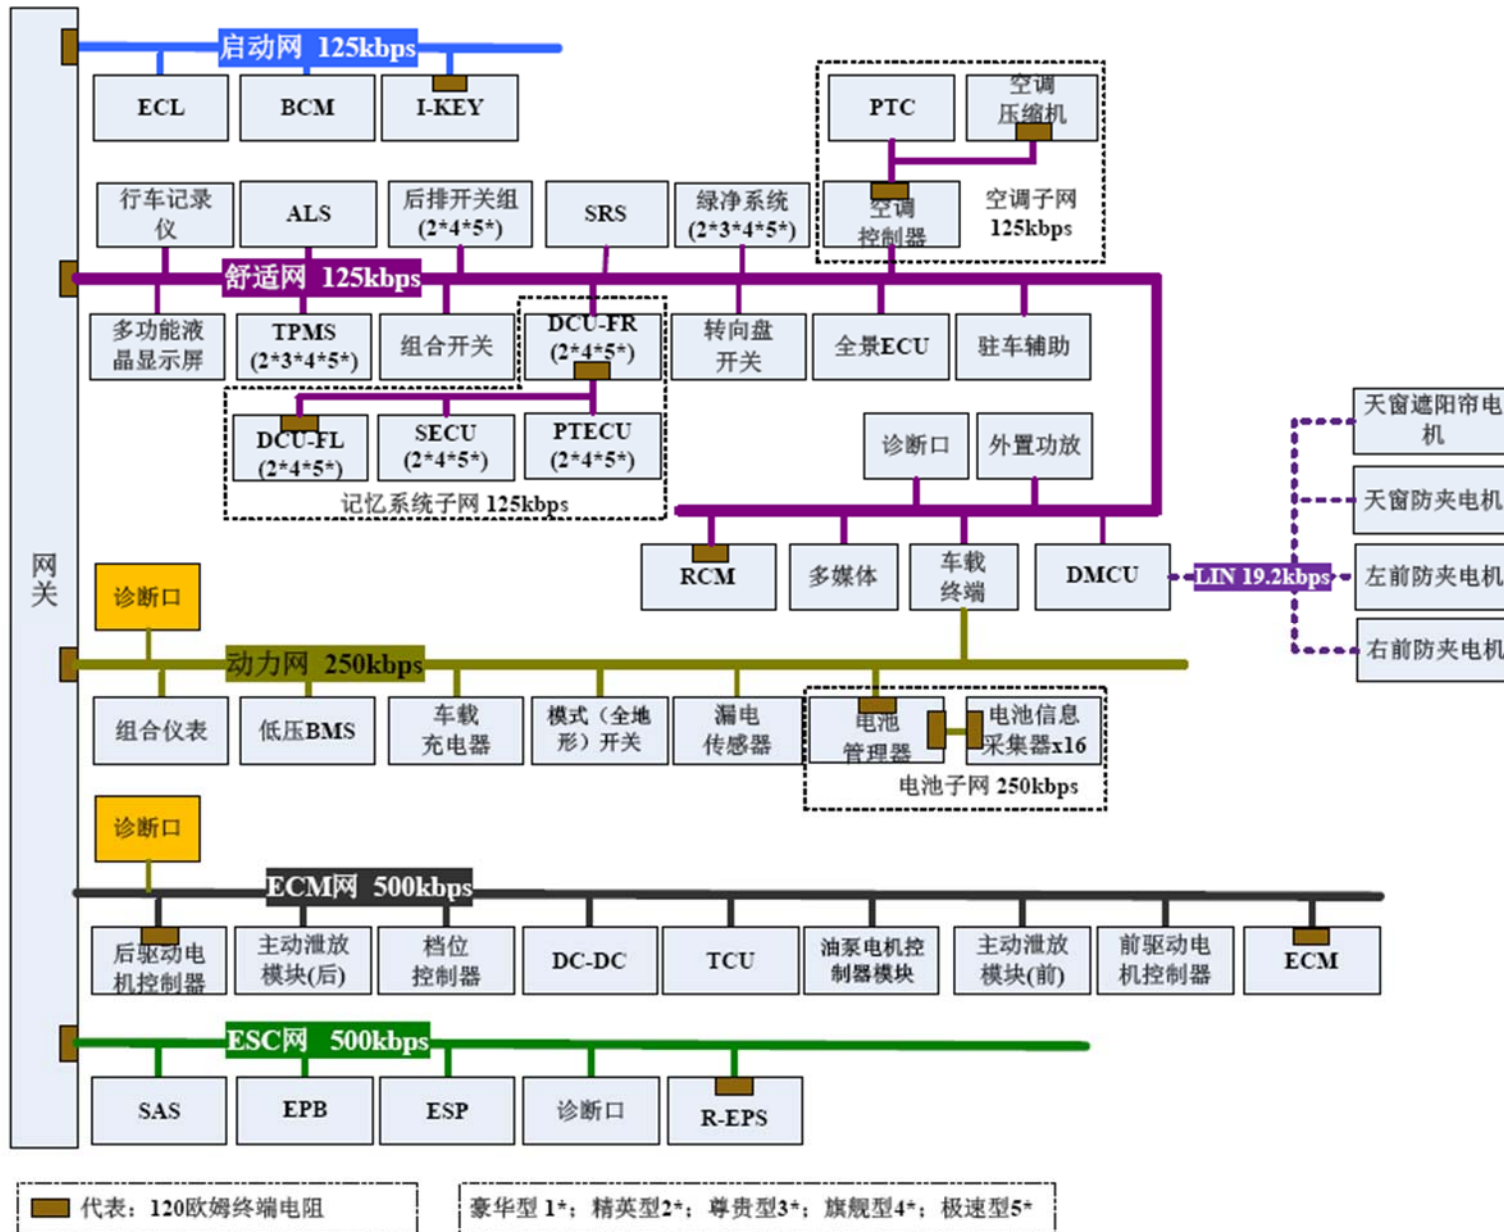 启动网 125kbps
ECL
BCM
I-KEY
PTC
空调
压缩机
空调
控制器
空调子网
125kbps
行车记录
仪
ALS
后排开关组
(2*4*5*)
SRS
绿净系统
(2*3*4*5*)
舒适网 125kbps
多功能液
晶显示屏
TPMS
(2*3*4*5*)
组合开关
DCU-FR
(2*4*5*)
转向盘
开关
全景ECU
驻车辅助
DCU-FL
(2*4*5*)
SECU
(2*4*5*)
PTECU
(2*4*5*)
记忆系统子网 125kbps
诊断口
外置功放
RCM
多媒体
车载
终端
DMCU
LIN 19.2kbps
天窗遮阳帘电
机
天窗防夹电机
左前防夹电机
右前防夹电机
网
关
诊断口
动力网 250kbps
组合仪表
低压BMS
车载
充电器
模式（全地
形）开关
漏电
传感器
电池
管理器
电池信息
采集器x16
电池子网 250kbps
诊断口
ECM网 500kbps
后驱动电
机控制器
主动泄放
模块(后)
档位
控制器
DC-DC
TCU
油泵电机控
制器模块
主动泄放
模块(前)
前驱动电
机控制器
ECM
ESC网 500kbps
SAS
EPB
ESP
诊断口
R-EPS
代表：120欧姆终端电阻
豪华型 1*；精英型2*；尊贵型3*；旗舰型4*；极速型5*